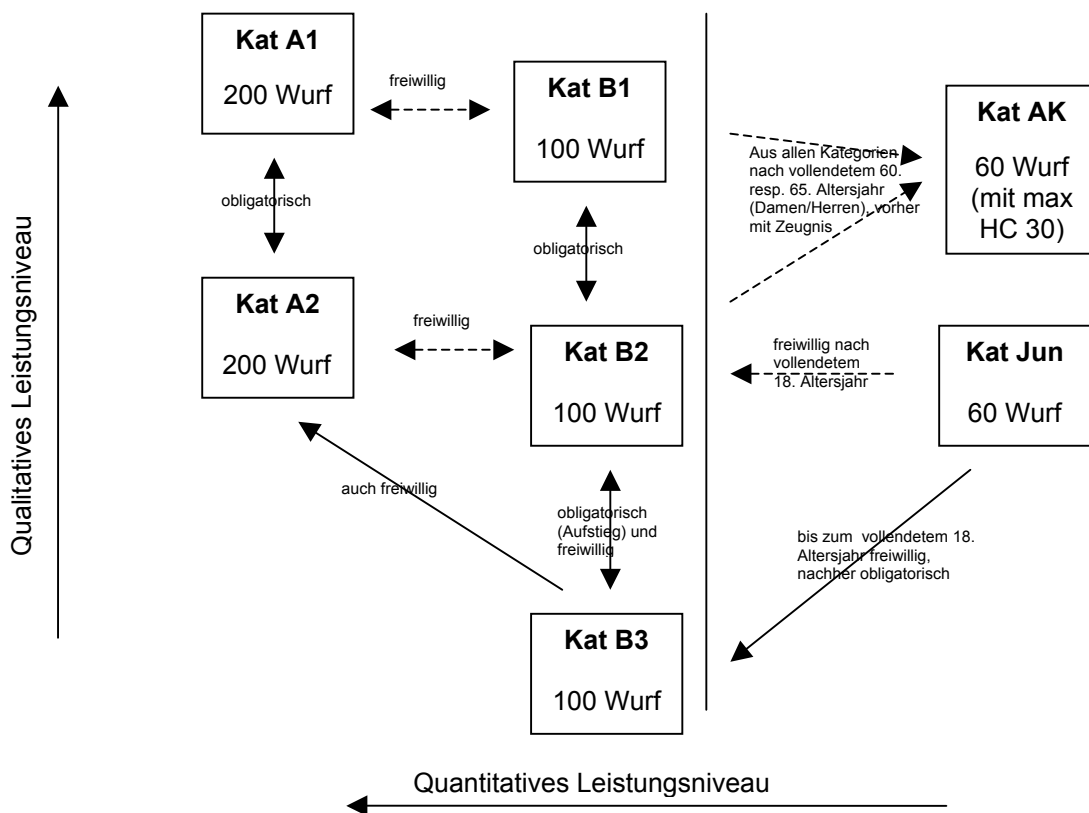 Kat A1
200 Wurf
freiwillig
Kat B1
100 Wurf
Kat AK
60 Wurf
(mit max
HC 30)
Aus allen Kategorien
nach vollendetem 60.
resp. 65. Altersjahr
(Damen/Herren), vorher
mit Zeugnis
obligatorisch
obligatorisch
Kat A2
200 Wurf
freiwillig
Kat B2
100 Wurf
freiwillig nach
vollendetem
18. Altersjahr
Kat Jun
60 Wurf
auch freiwillig
obligatorisch
(Aufstieg) und
freiwillig
bis zum vollendetem 18.
Altersjahr freiwillig,
nachher obligatorisch
Kat B3
100 Wurf
Qualitatives Leistungsniveau
Quantitatives Leistungsniveau